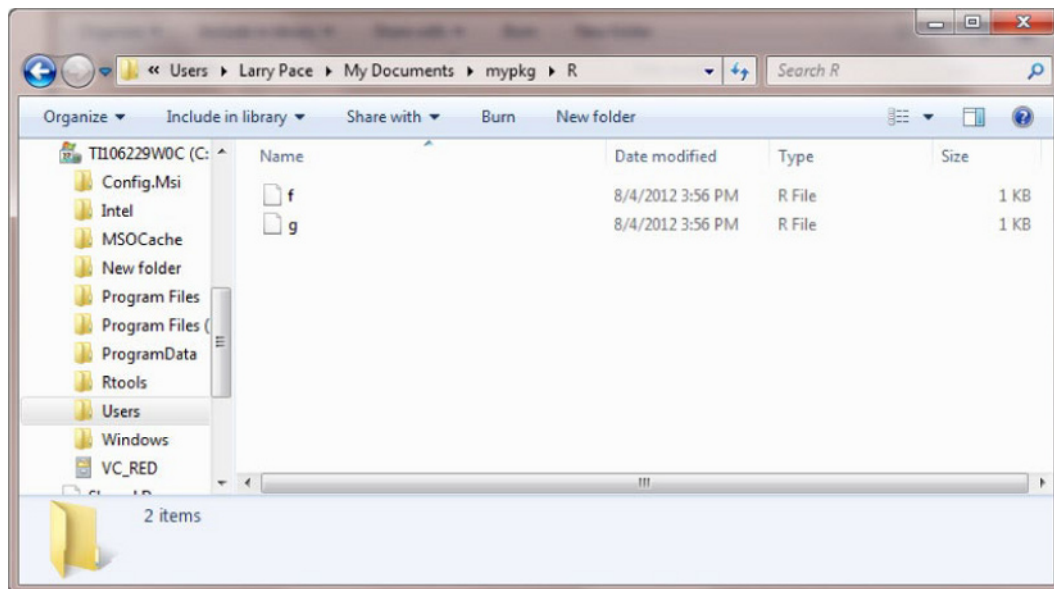 « Users ▸ Larry Pace ▸ My Documents ▸ mypkg ▸ R
Search R
Organize Include in library Share with Burn New folder
TI106229W0C (C:
Name Date modified Type Size
Config.Msi
f 8/4/2012 3:56 PM R File 1 KB
Intel
g 8/4/2012 3:56 PM R File 1 KB
MSOCache
New folder
Program Files
Program Files (
ProgramData
Rtools
Users
Windows
VC_RED
2 items